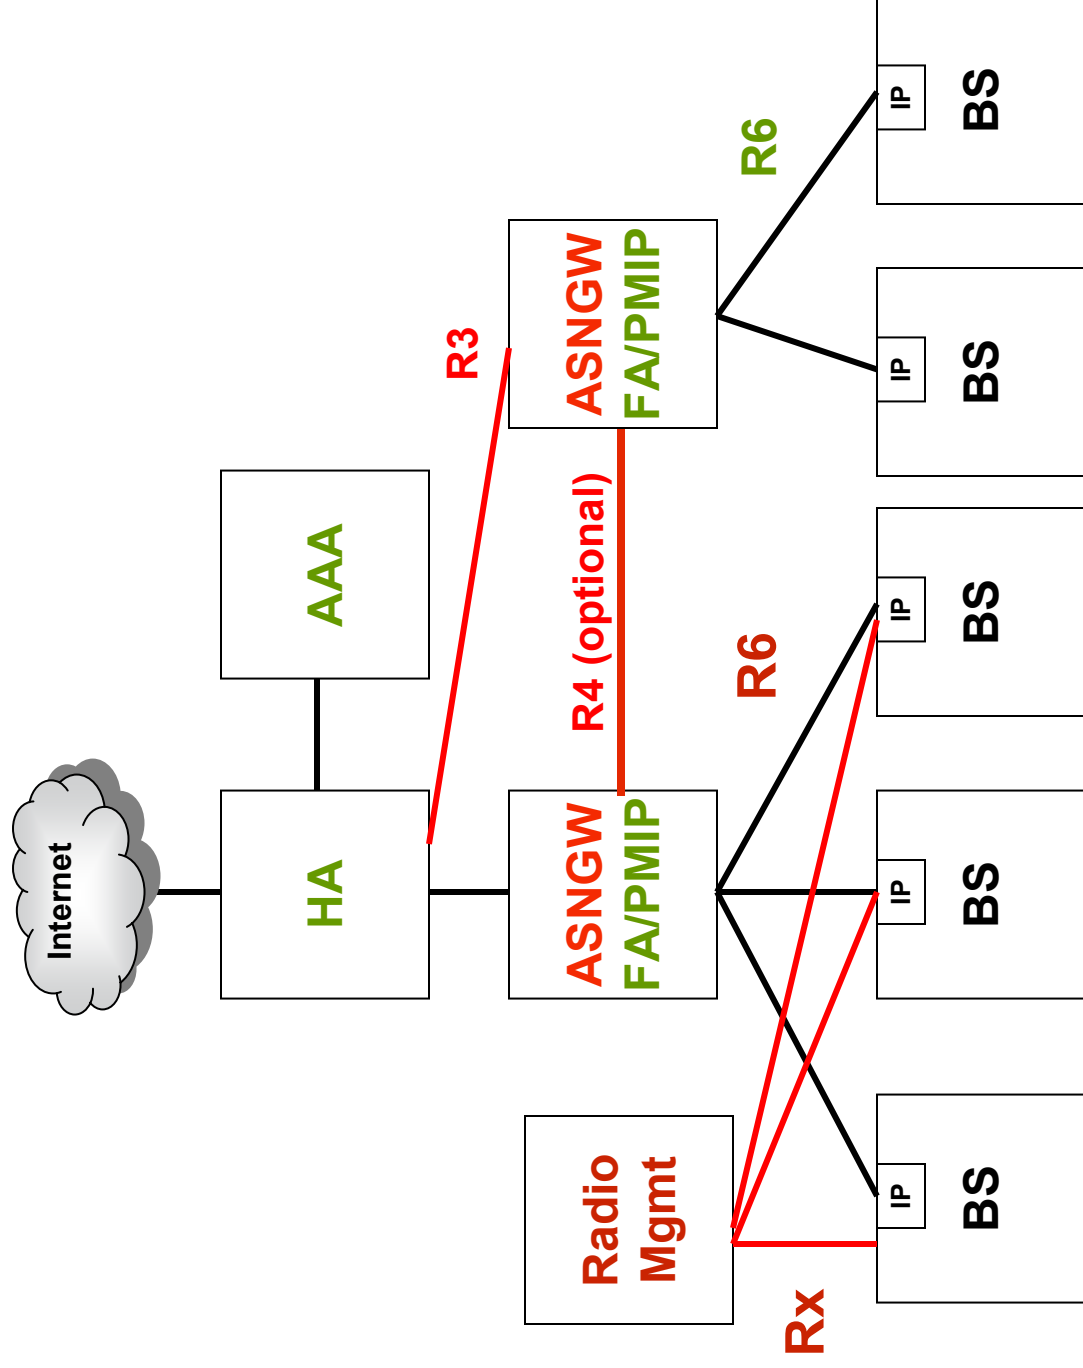 Internet
HA
AAA
R3
Radio
Mgmt
ASNGW
FA/PMIP
R4 (optional)
ASNGW
FA/PMIP
Rx
R6
R6
IP
IP
IP
IP
IP
BS
BS
BS
BS
BS